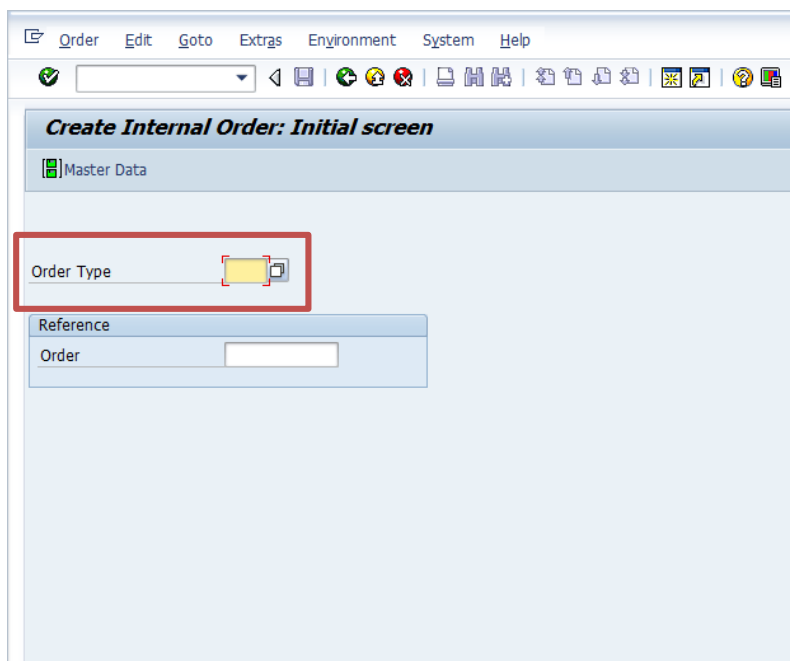 Order Edit Goto Extras Environment System Help
Create Internal Order: Initial screen
Master Data
Order Type
Reference
Order